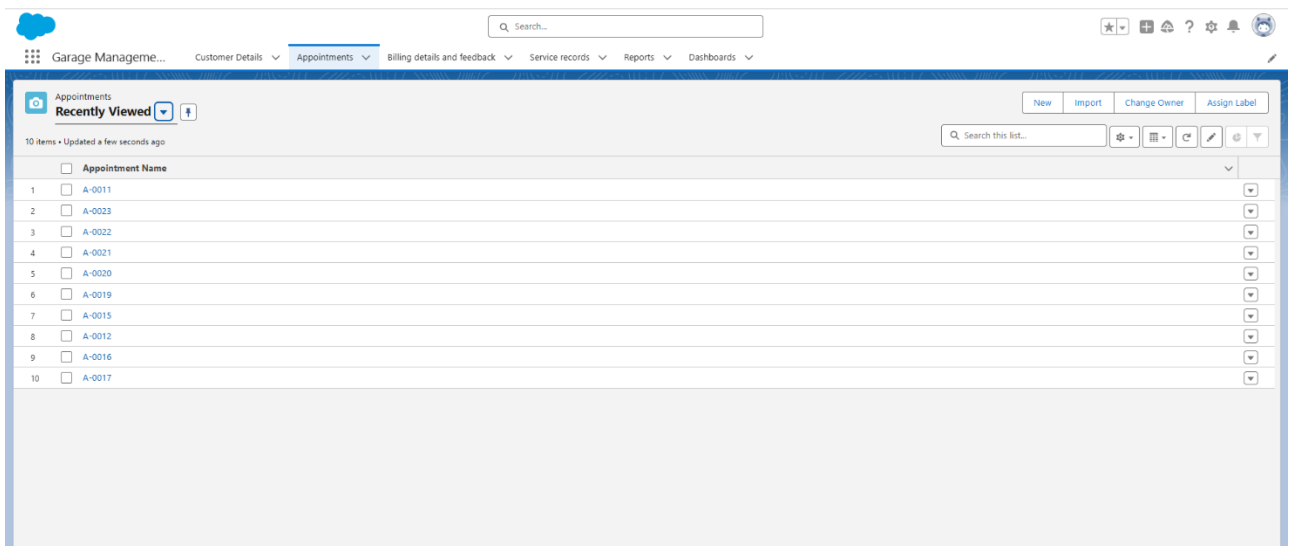 Search...
Garage Manageme... Customer Details Appointments Billing details and feedback Service records Reports Dashboards
Appointments
Recently Viewed
New Import Change Owner Assign Label
10 items • Updated a few seconds ago
Search this list...
Appointment Name
1 A-0011
2 A-0023
3 A-0022
4 A-0021
5 A-0020
6 A-0019
7 A-0015
8 A-0012
9 A-0016
10 A-0017